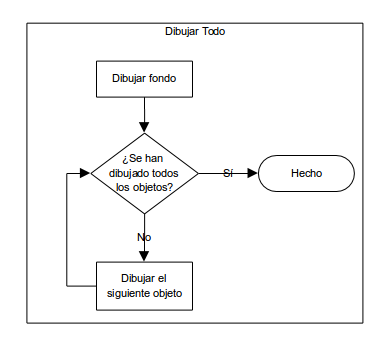 Dibujar Todo
Dibujar fondo
¿Se han
dibujado todos
los objetos?
Sí
Hecho
No
Dibujar el
siguiente objeto